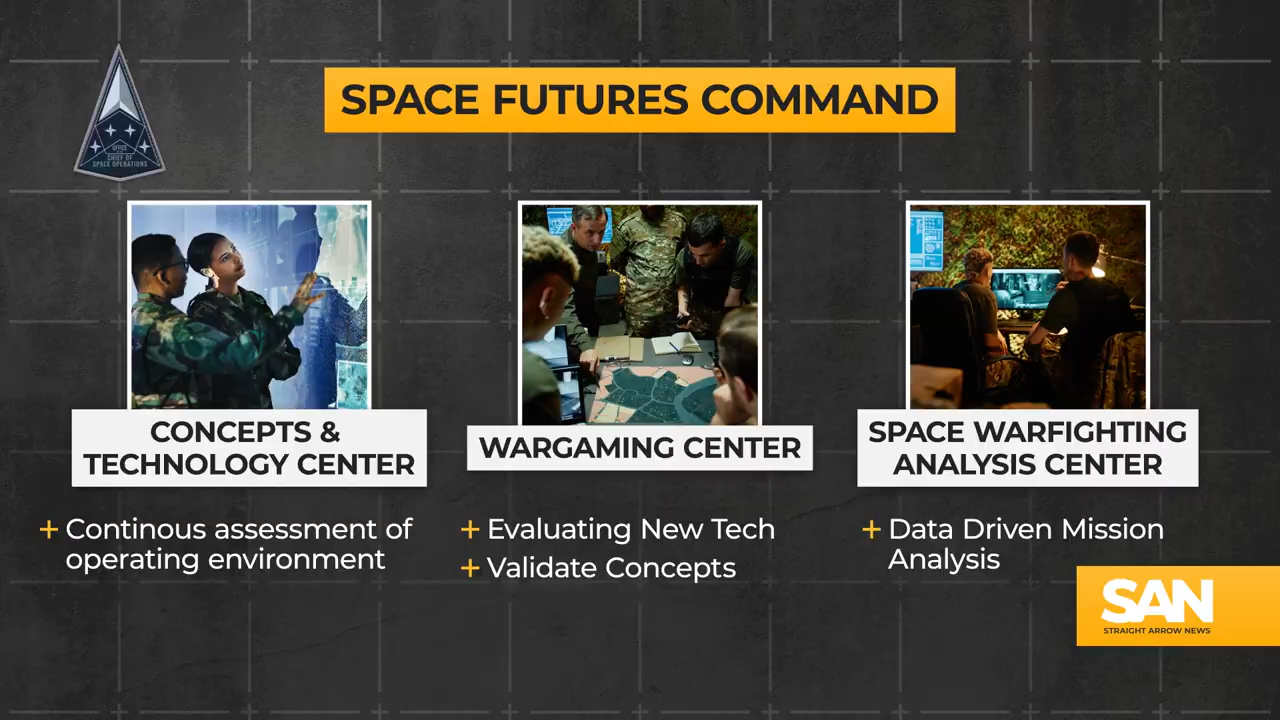 SPACE FUTURES COMMAND
OFFICE
CHIEF OF
SPACE OPERATIONS
CONCEPTS &
TECHNOLOGY CENTER
+ Continous assessment of
operating environment
WARGAMING CENTER
+ Evaluating New Tech
+ Validate Concepts
SPACE WARFIGHTING
ANALYSIS CENTER
+ Data Driven Mission
Analysis
SAN
STRAIGHT ARROW NEWS